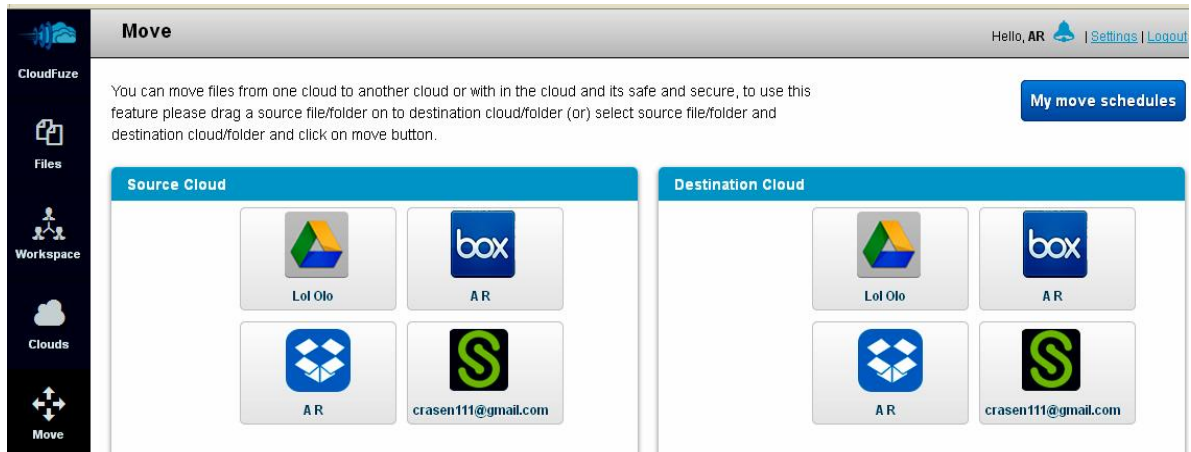 Move
Hello, AR | Settings | Logout
CloudFuze
You can move files from one cloud to another cloud or with in the cloud and its safe and secure, to use this
feature please drag a source file/folder on to destination cloud/folder (or) select source file/folder and
destination cloud/folder and click on move button.
My move schedules
Files
Workspace
Clouds
Move
Source Cloud
box
Lol Olo
A R
A R
crasen111@gmail.com
Destination Cloud
box
Lol Olo
A R
A R
crasen111@gmail.com